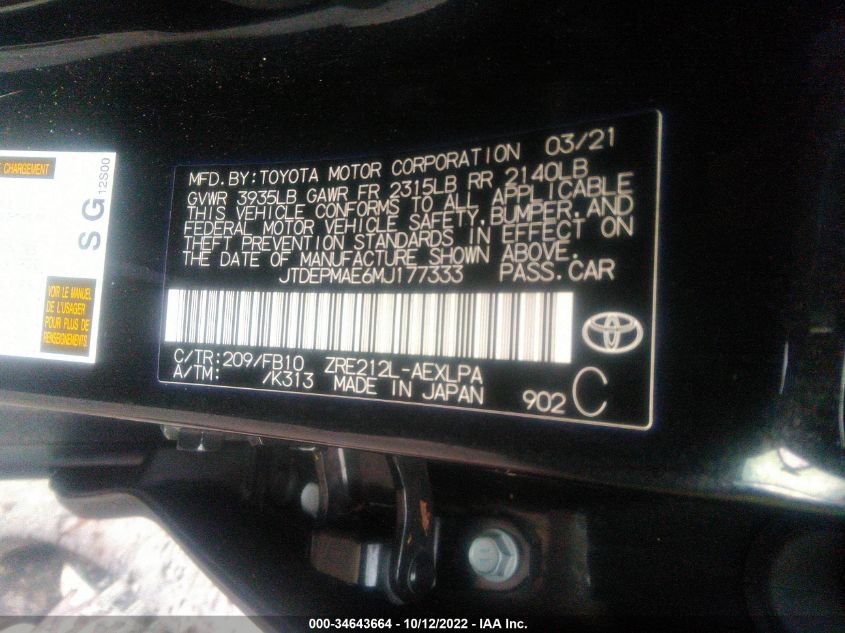 E CHARGEMENT
SG 12S00
VOIR LE MANUEL
DE L'USAGER
POUR PLUS DE
RENSEIGNEMENTS
MFD.BY:TOYOTA MOTOR CORPORATION 03/21
GVWR 3935LB GAWR FR 2315LB RR 2140LB
THIS VEHICLE CONFORMS TO ALL APPLICABLE
FEDERAL MOTOR VEHICLE SAFETY,BUMPER,AND
THEFT PREVENTION STANDARDS IN EFFECT ON
THE DATE OF MANUFACTURE SHOWN ABOVE.
JTDEPMAE6MJ177333 PASS.CAR
C/TR:209/FB10 ZRE212L-AEXLPA
A/TM: /K313 MADE IN JAPAN
902 C
000-34643664 - 10/12/2022 - IAA Inc.